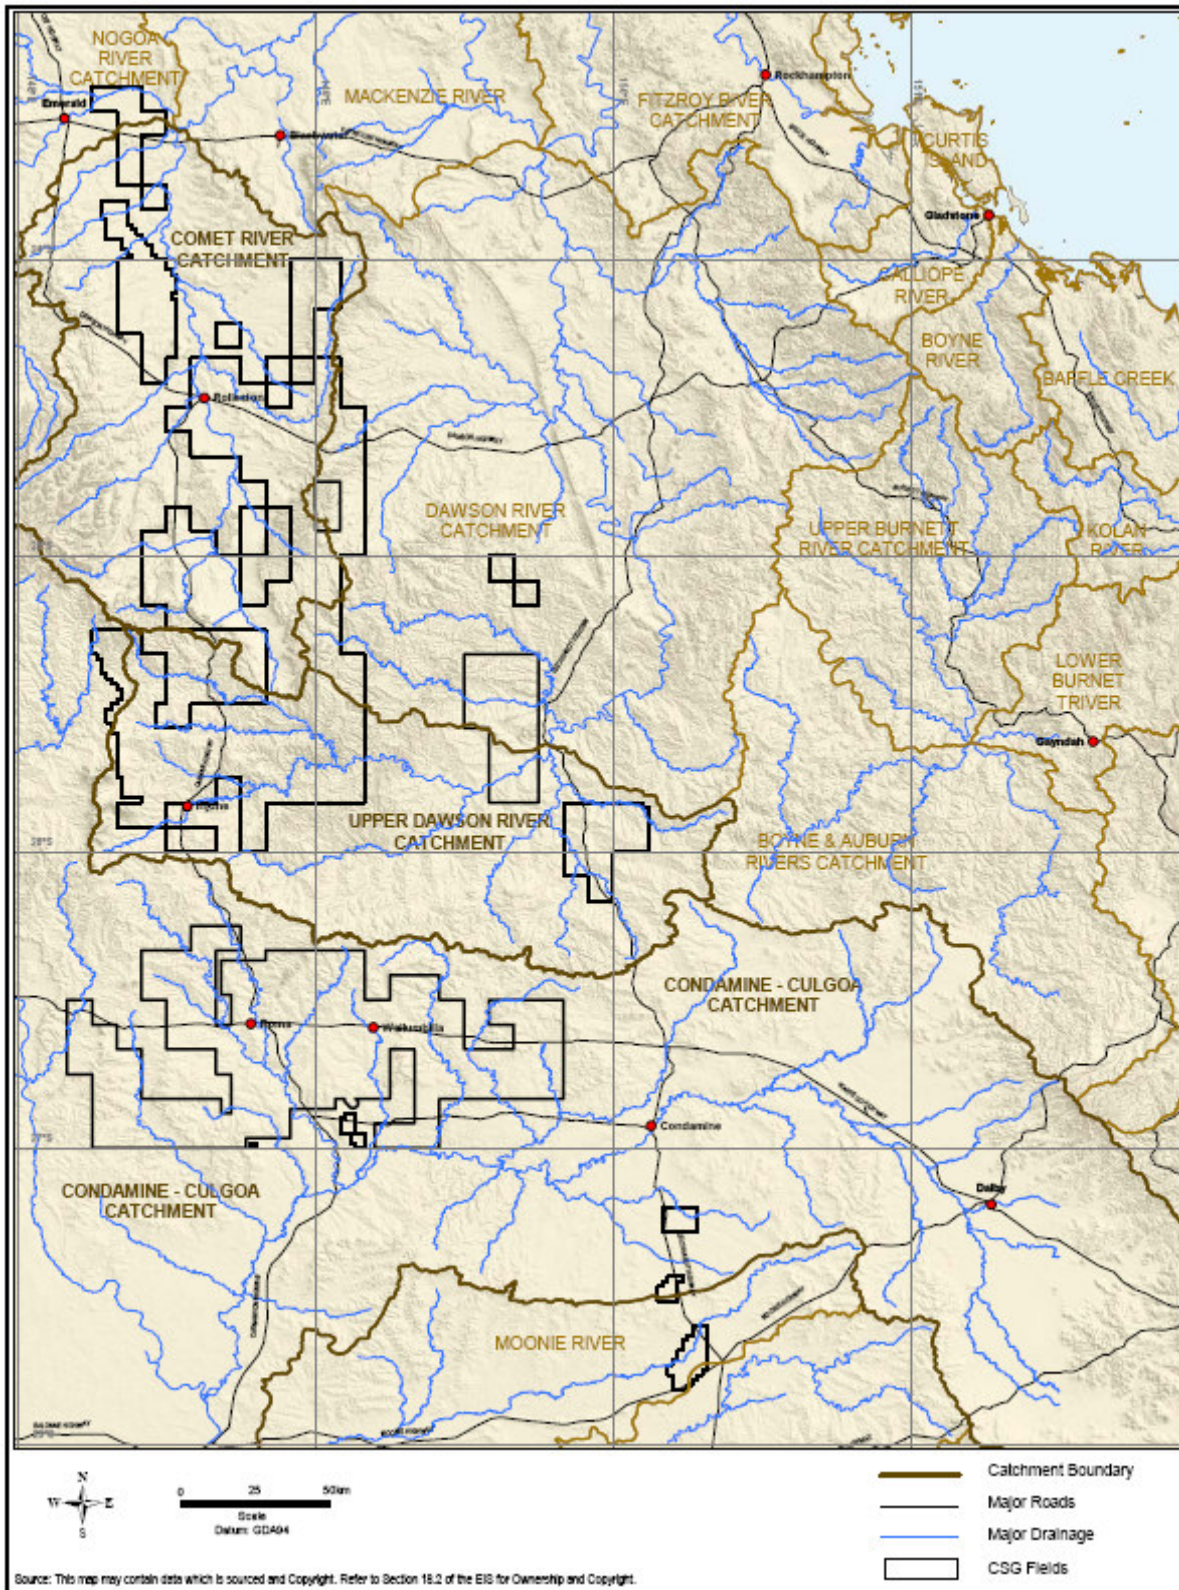 NOGOA
RIVER
CATCHMENT
Emerald
MACKENZIE RIVER
Rockhampton
FITZROY RIVER
CATCHMENT
CURTIS
ISLAND
Gladstone
COMET RIVER
CATCHMENT
CALLIOPE
RIVER
BOYNE
RIVER
BAFFLE CREEK
Rolleston
DAWSON RIVER
CATCHMENT
UPPER BURNETT
RIVER CATCHMENT
KOLAN
RIVER
LOWER
BURNET
TRIVER
Gayndah
UPPER DAWSON RIVER
CATCHMENT
BOYNE & AUBURN
RIVERS CATCHMENT
CONDAMINE - CULGOA
CATCHMENT
Roma
Wallumbilla
Condamine
CONDAMINE - CULGOA
CATCHMENT
Dalby
MOONIE RIVER
N
W
E
S
0 25 50km
Scale
Datum: GDA94
Catchment Boundary
Major Roads
Major Drainage
CSG Fields
Source: This map may contain data which is sourced and Copyright. Refer to Section 18.2 of the EIS for Ownership and Copyright.